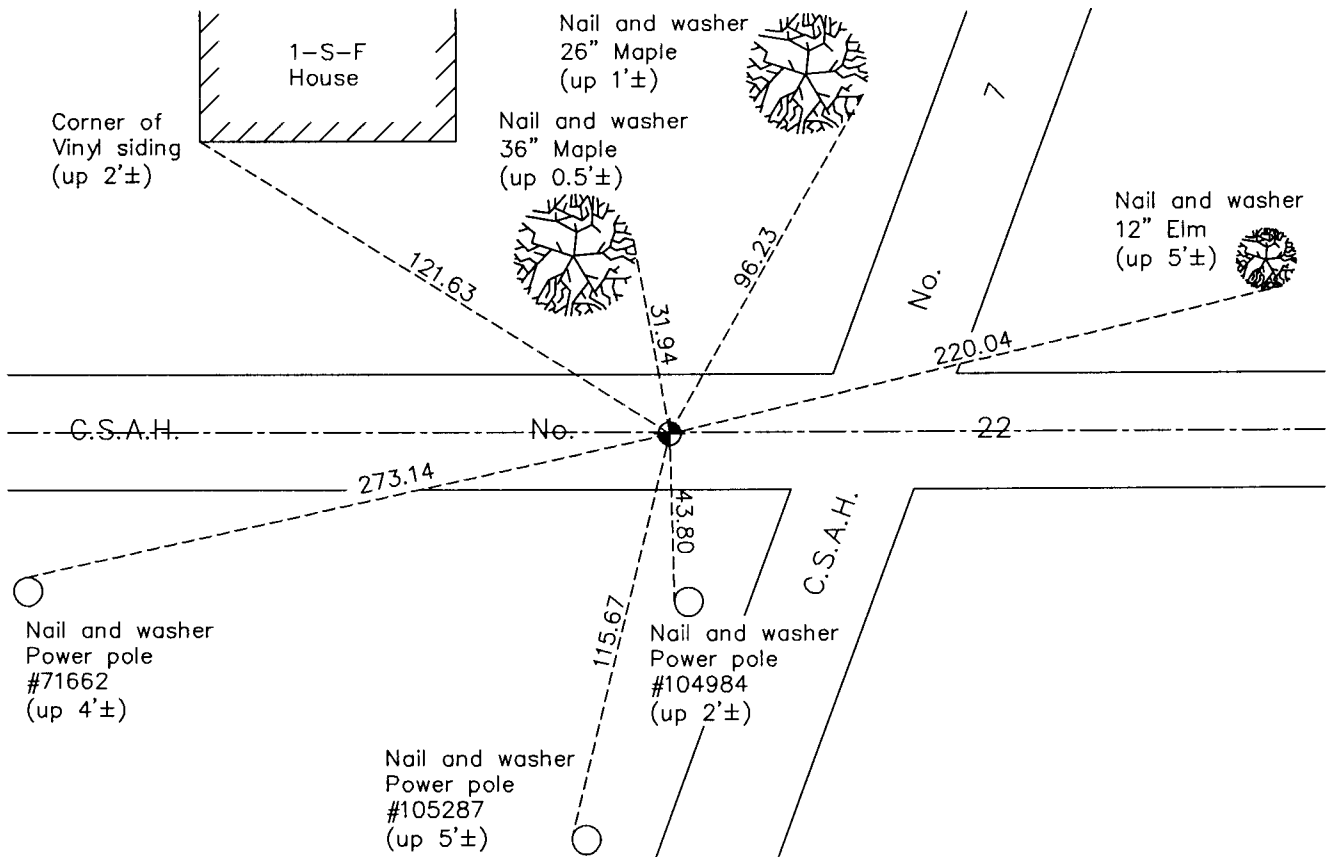 1-S-F
House
Nail and washer
26" Maple
(up 1'±)
7
Corner of
Vinyl siding
(up 2'±)
Nail and washer
36" Maple
(up 0.5'±)
Nail and washer
12" Elm
(up 5'±)
121.63
31.94
96.23
No.
220.04
C.S.A.H.
No.
22
273.14
43.80
C.S.A.H.
115.67
Nail and washer
Power pole
#71662
(up 4'±)
Nail and washer
Power pole
#104984
(up 2'±)
Nail and washer
Power pole
#105287
(up 5'±)